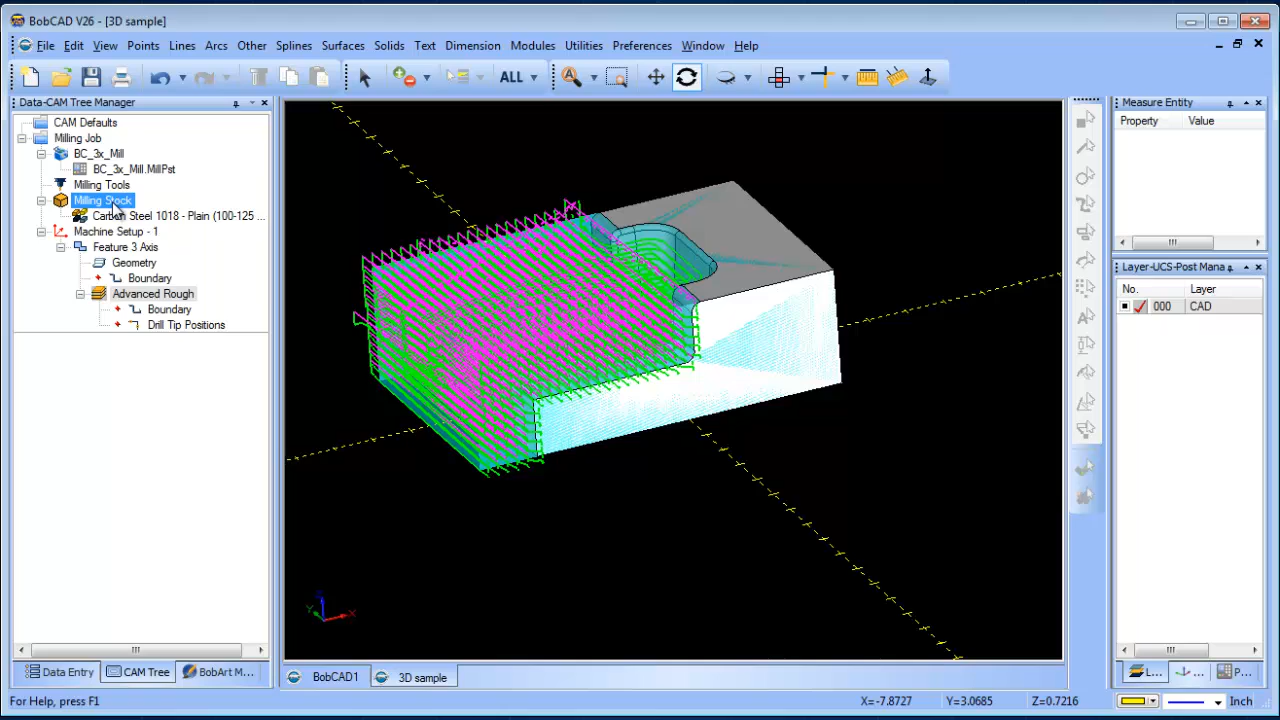 BobCAD V26 - [3D sample]
File Edit View Points Lines Arcs Other Splines Surfaces Solids Text Dimension Modules Utilities Preferences Window Help
ALL
Data-CAM Tree Manager
CAM Defaults
Milling Job
BC_3x_Mill
BC_3x_Mill.MillPst
Milling Tools
Milling Stock
Carbon Steel 1018 - Plain (100-125 ...
Machine Setup - 1
Feature 3 Axis
Geometry
Boundary
Advanced Rough
Boundary
Drill Tip Positions
Data Entry CAM Tree BobArt M...
Z
Y X
BobCAD1 3D sample
Measure Entity
Property Value
Layer-UCS-Post Mana
No. Layer
000 CAD
L... ... P...
For Help, press F1
X= -7.8727 Y=3.0685 Z=0.7216 Inch